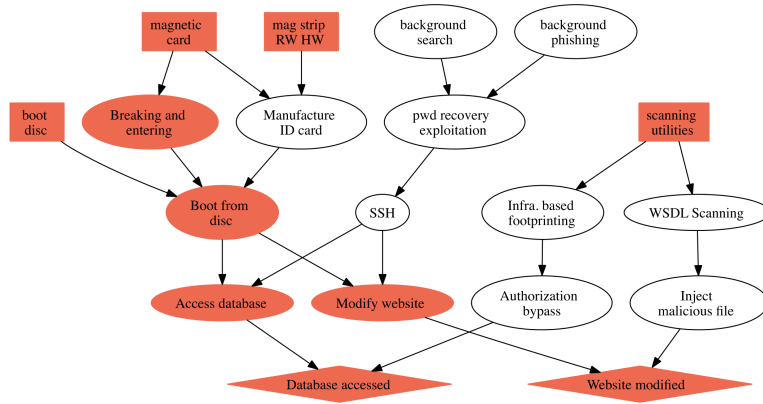 magnetic
card
mag strip
RW HW
background
search
background
phishing
boot
disc
Breaking and
entering
Manufacture
ID card
pwd recovery
exploitation
scanning
utilities
Boot from
disc
SSH
Infra. based
footprinting
WSDL Scanning
Access database
Modify website
Authorization
bypass
Inject
malicious file
Database accessed
Website modified